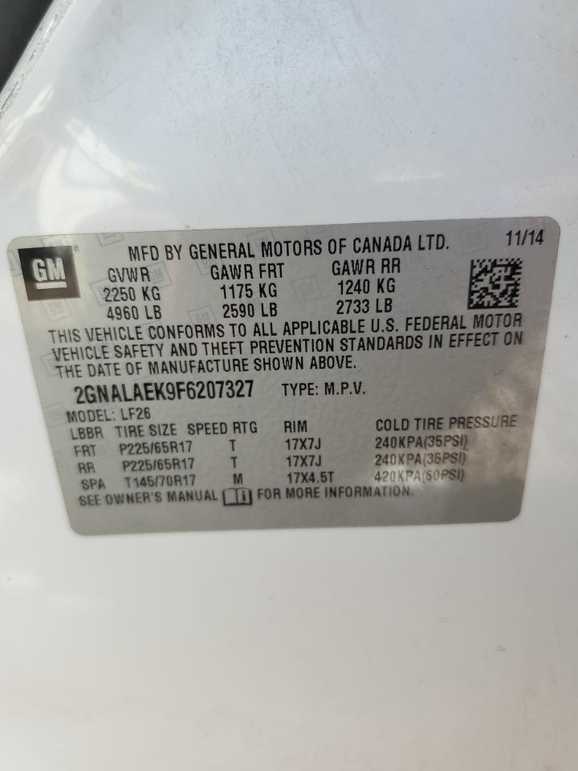 GM
MFD BY GENERAL MOTORS OF CANADA LTD. 11/14
GVWR GAWR FRT GAWR RR
2250 KG 1175 KG 1240 KG
4960 LB 2590 LB 2733 LB
THIS VEHICLE CONFORMS TO ALL APPLICABLE U.S. FEDERAL MOTOR
VEHICLE SAFETY AND THEFT PREVENTION STANDARDS IN EFFECT ON
THE DATE OF MANUFACTURE SHOWN ABOVE.
2GNALAEK9F6207327 TYPE: M.P.V.
MODEL: LF26
LBBR TIRE SIZE SPEED RTG RIM COLD TIRE PRESSURE
FRT P225/65R17 T 17X7J 240KPA(35PSI)
RR P225/65R17 T 17X7J 240KPA(35PSI)
SPA T145/70R17 M 17X4.5T 420KPA(60PSI)
SEE OWNER'S MANUAL FOR MORE INFORMATION.